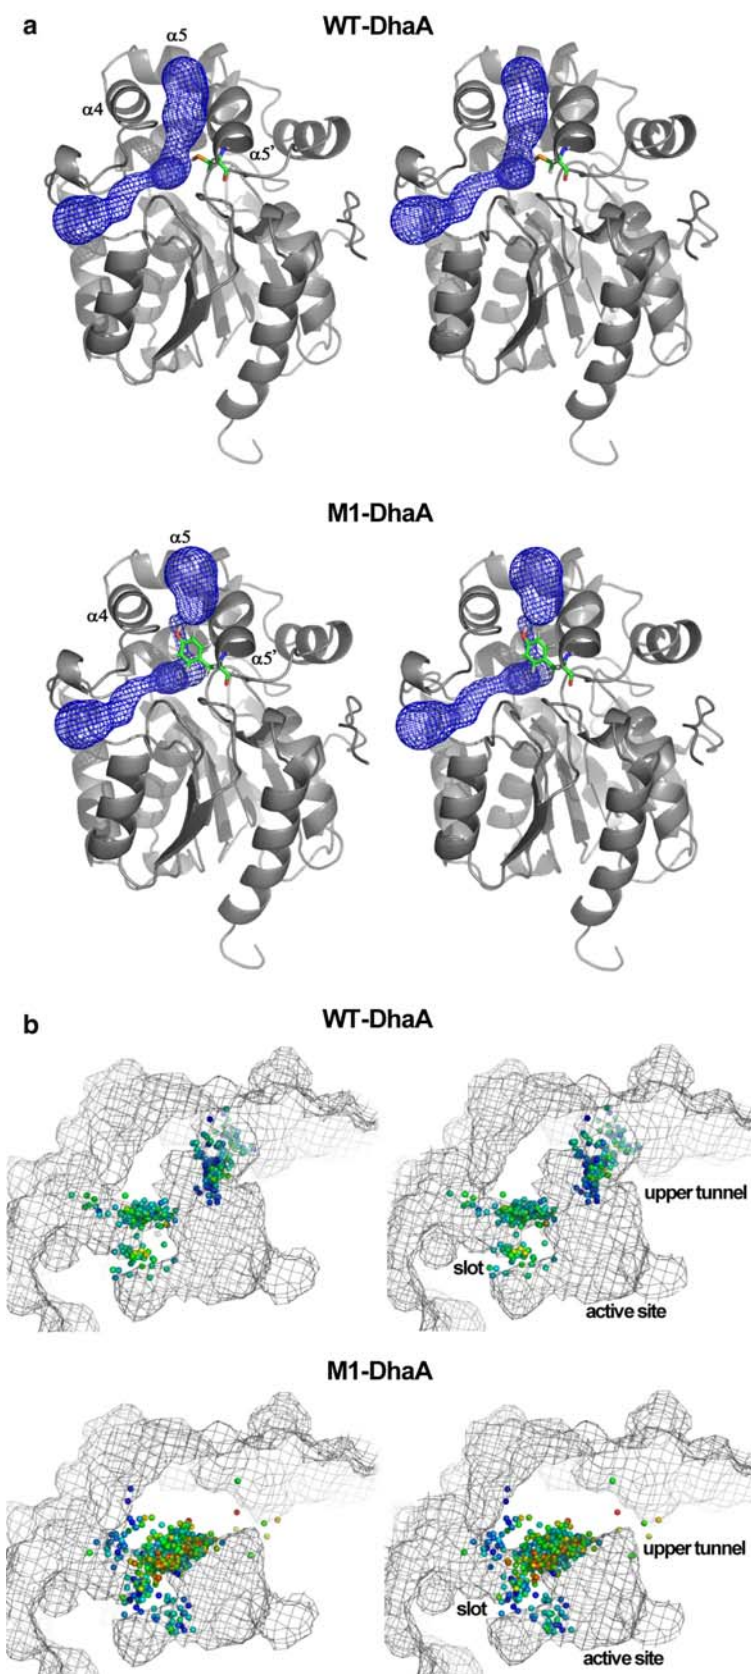 a
WT-DhaA
α5
α4
α5'
M1-DhaA
α5
α4
α5'
b
WT-DhaA
upper tunnel
slot
active site
M1-DhaA
upper tunnel
slot
active site